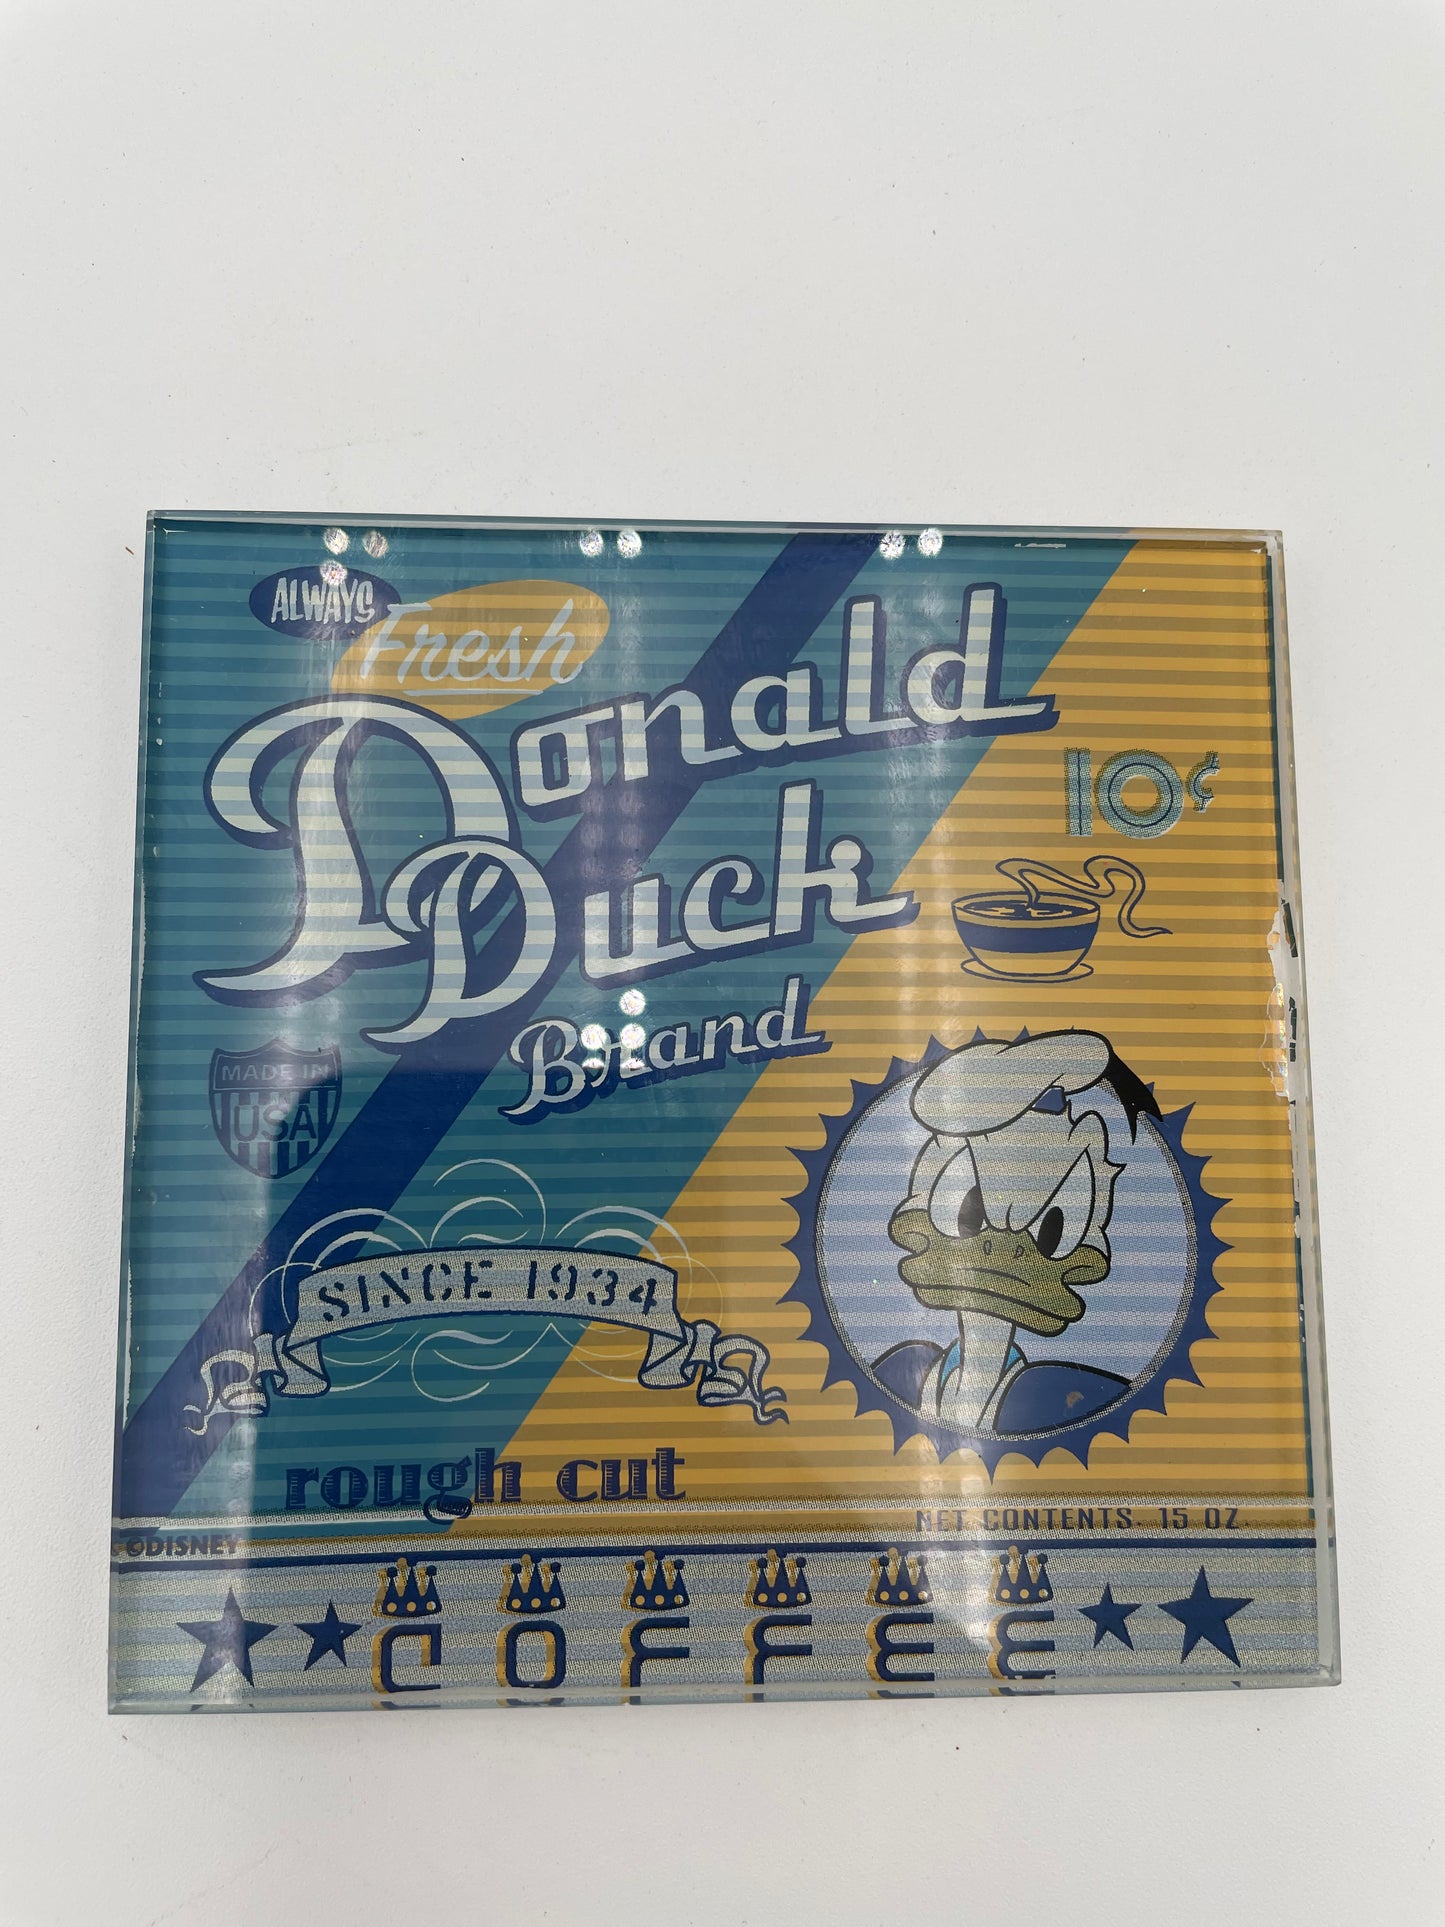 ALWAYS
Fresh
Donald
Duck
Brand
10¢
MADE IN
USA
SINCE 1934
rough cut
NET. CONTENTS. 15 OZ.
©DISNEY
COFFEE